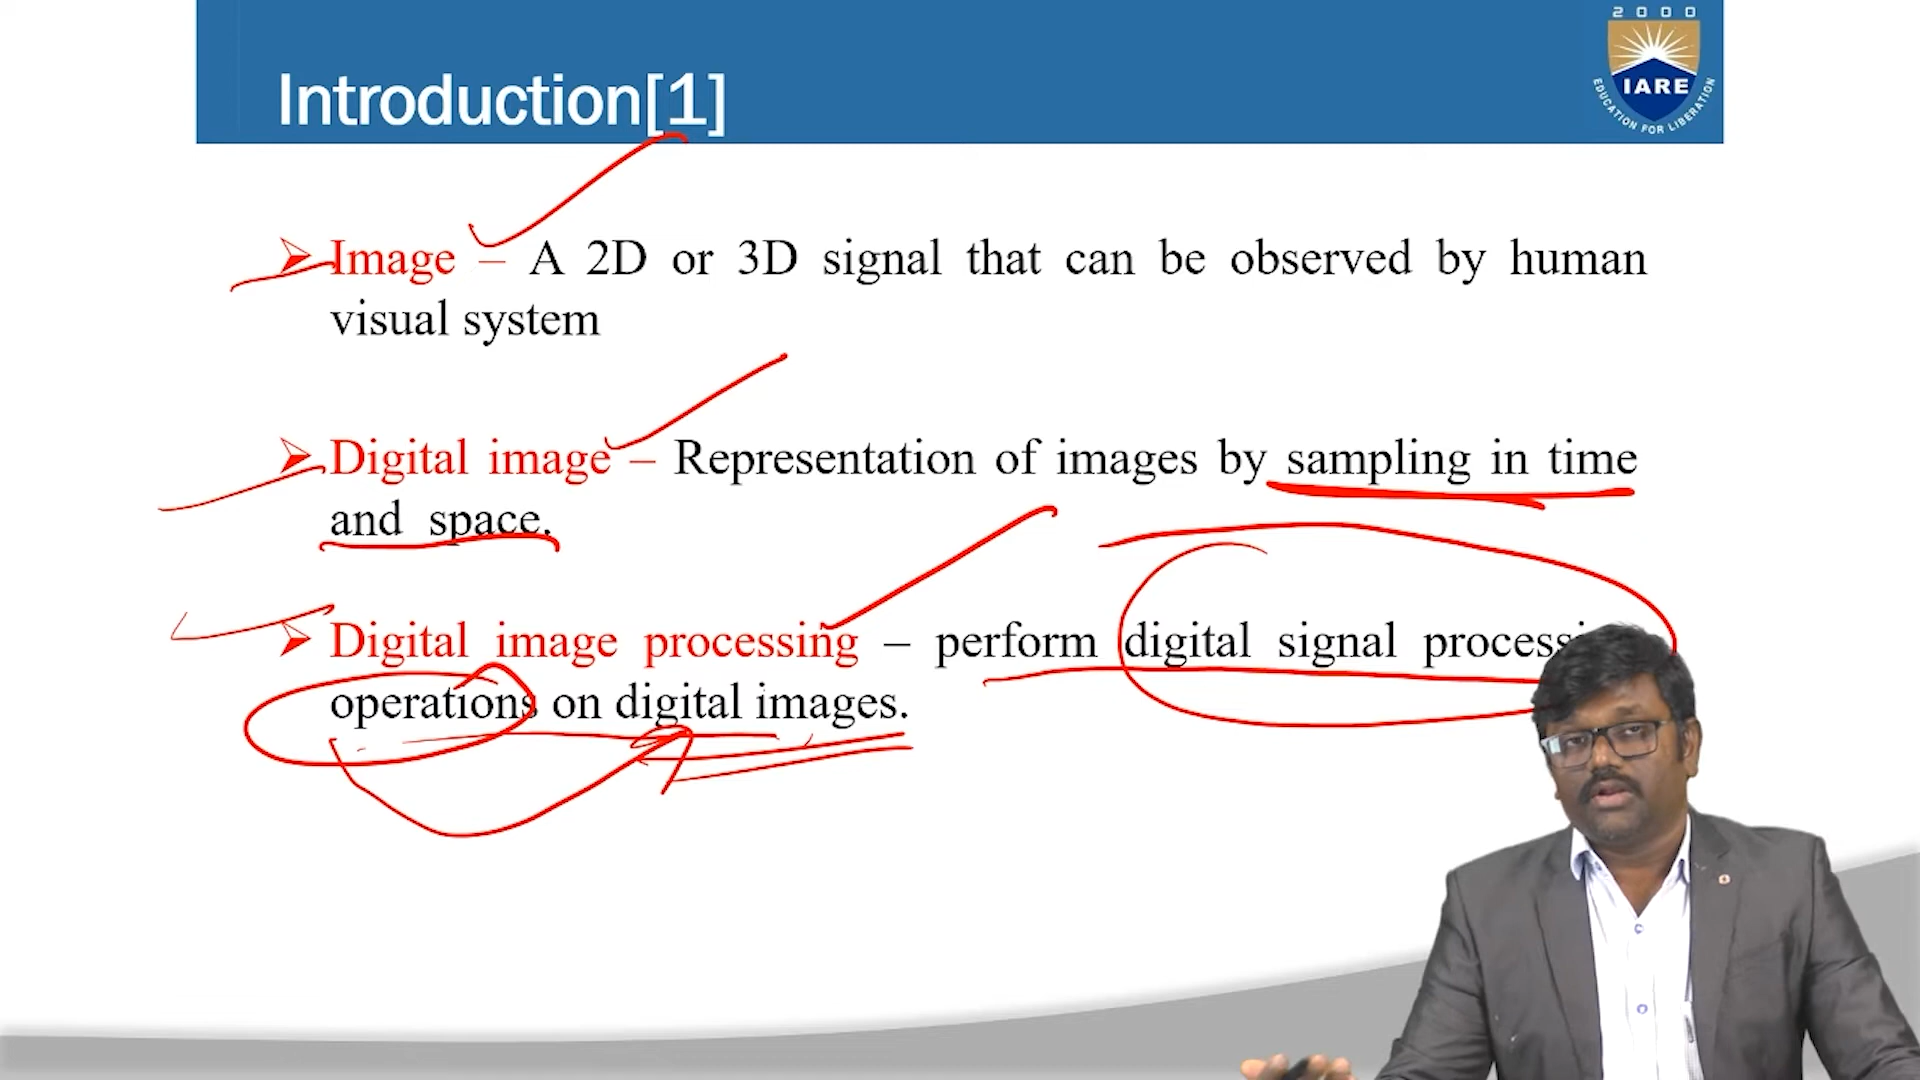 2000
IARE
EDUCATION FOR LIBERATION
Introduction[1]
➢ Image – A 2D or 3D signal that can be observed by human
visual system
➢ Digital image – Representation of images by sampling in time
and space.
➢ Digital image processing – perform digital signal
operations on digital images.